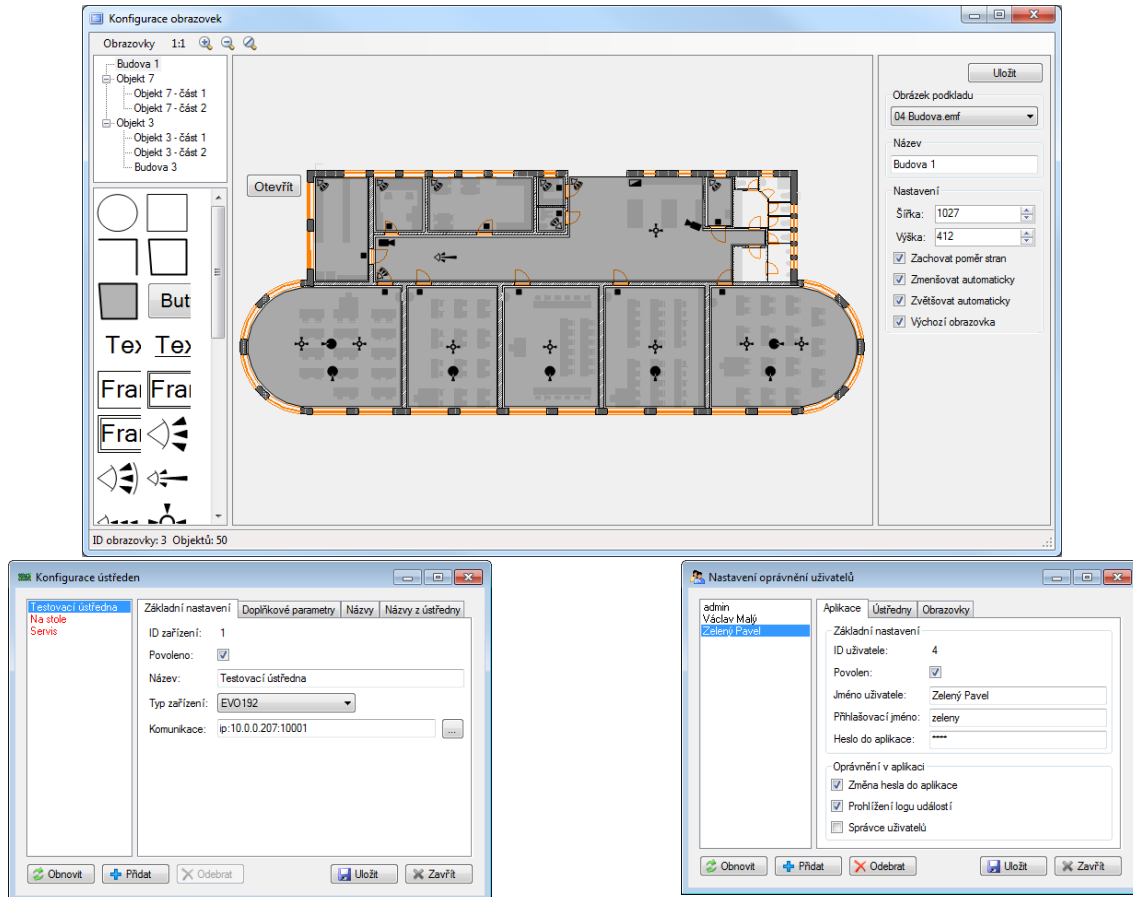 Konfigurace obrazovek
Obrazovky 1:1
Budova 1
Objekt 7
Objekt 7 - část 1
Objekt 7 - část 2
Objekt 3
Objekt 3 - část 1
Objekt 3 - část 2
Budova 3
But
Tex Tex
Frai Frai
Frai
Otevřít
Uložit
Obrázek podkladu
04 Budova.emf
Název
Budova 1
Nastavení
Šířka: 1027
Výška: 412
Zachovat poměr stran
Zmenšovat automaticky
Zvětšovat automaticky
Výchozí obrazovka
ID obrazovky: 3 Objektů: 50
Konfigurace ústředen
Testovací ústředna
Na stole
Servis
Základní nastavení Doplňkové parametry Názvy Názvy z ústředny
ID zařízení: 1
Povoleno:
Název: Testovací ústředna
Typ zařízení: EVO192
Komunikace: ip:10.0.0.207:10001 ...
Obnovit Přidat Odebrat Uložit Zavřít
Nastavení oprávnění uživatelů
admin
Václav Malý
Zelený Pavel
Aplikace Ústředny Obrazovky
Základní nastavení
ID uživatele: 4
Povolen:
Jméno uživatele: Zelený Pavel
Přihlašovací jméno: zeleny
Heslo do aplikace: ****
Oprávnění v aplikaci
Změna hesla do aplikace
Prohlížení logu událostí
Správce uživatelů
Obnovit Přidat Odebrat Uložit Zavřít